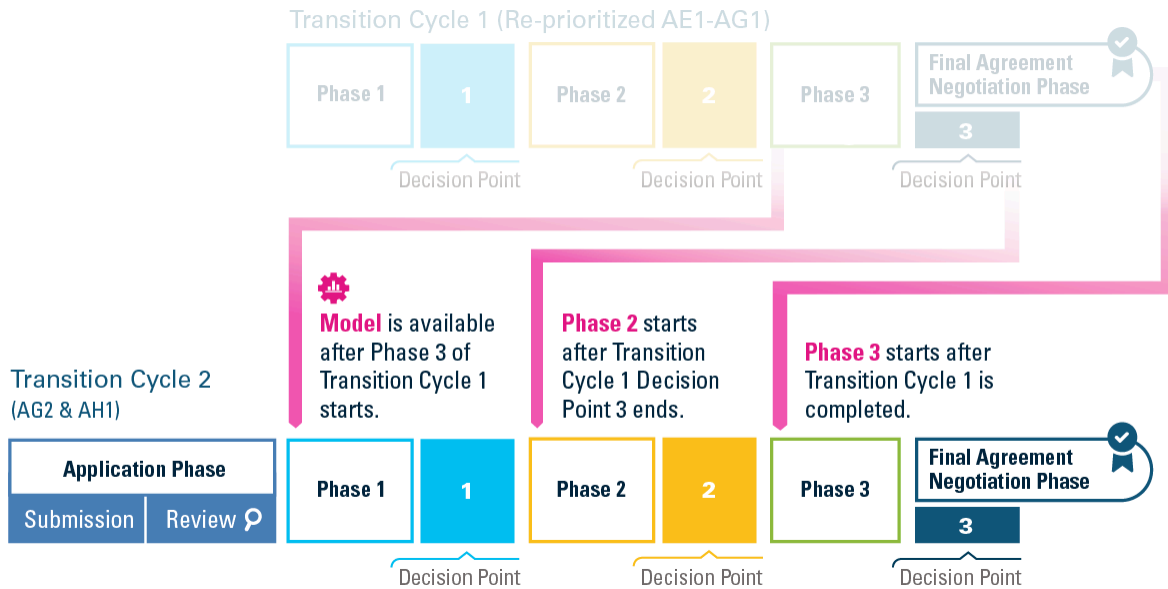 Transition Cycle 1 (Re-prioritized AE1-AG1)
Phase 1
1
Phase 2
2
Phase 3
Final Agreement
Negotiation Phase
3
Decision Point
Decision Point
Decision Point
Model is available
after Phase 3 of
Transition Cycle 1
starts.
Phase 2 starts
after Transition
Cycle 1 Decision
Point 3 ends.
Phase 3 starts after
Transition Cycle 1 is
completed.
Transition Cycle 2
(AG2 & AH1)
Application Phase
Submission
Review
Phase 1
1
Phase 2
2
Phase 3
Final Agreement
Negotiation Phase
3
Decision Point
Decision Point
Decision Point